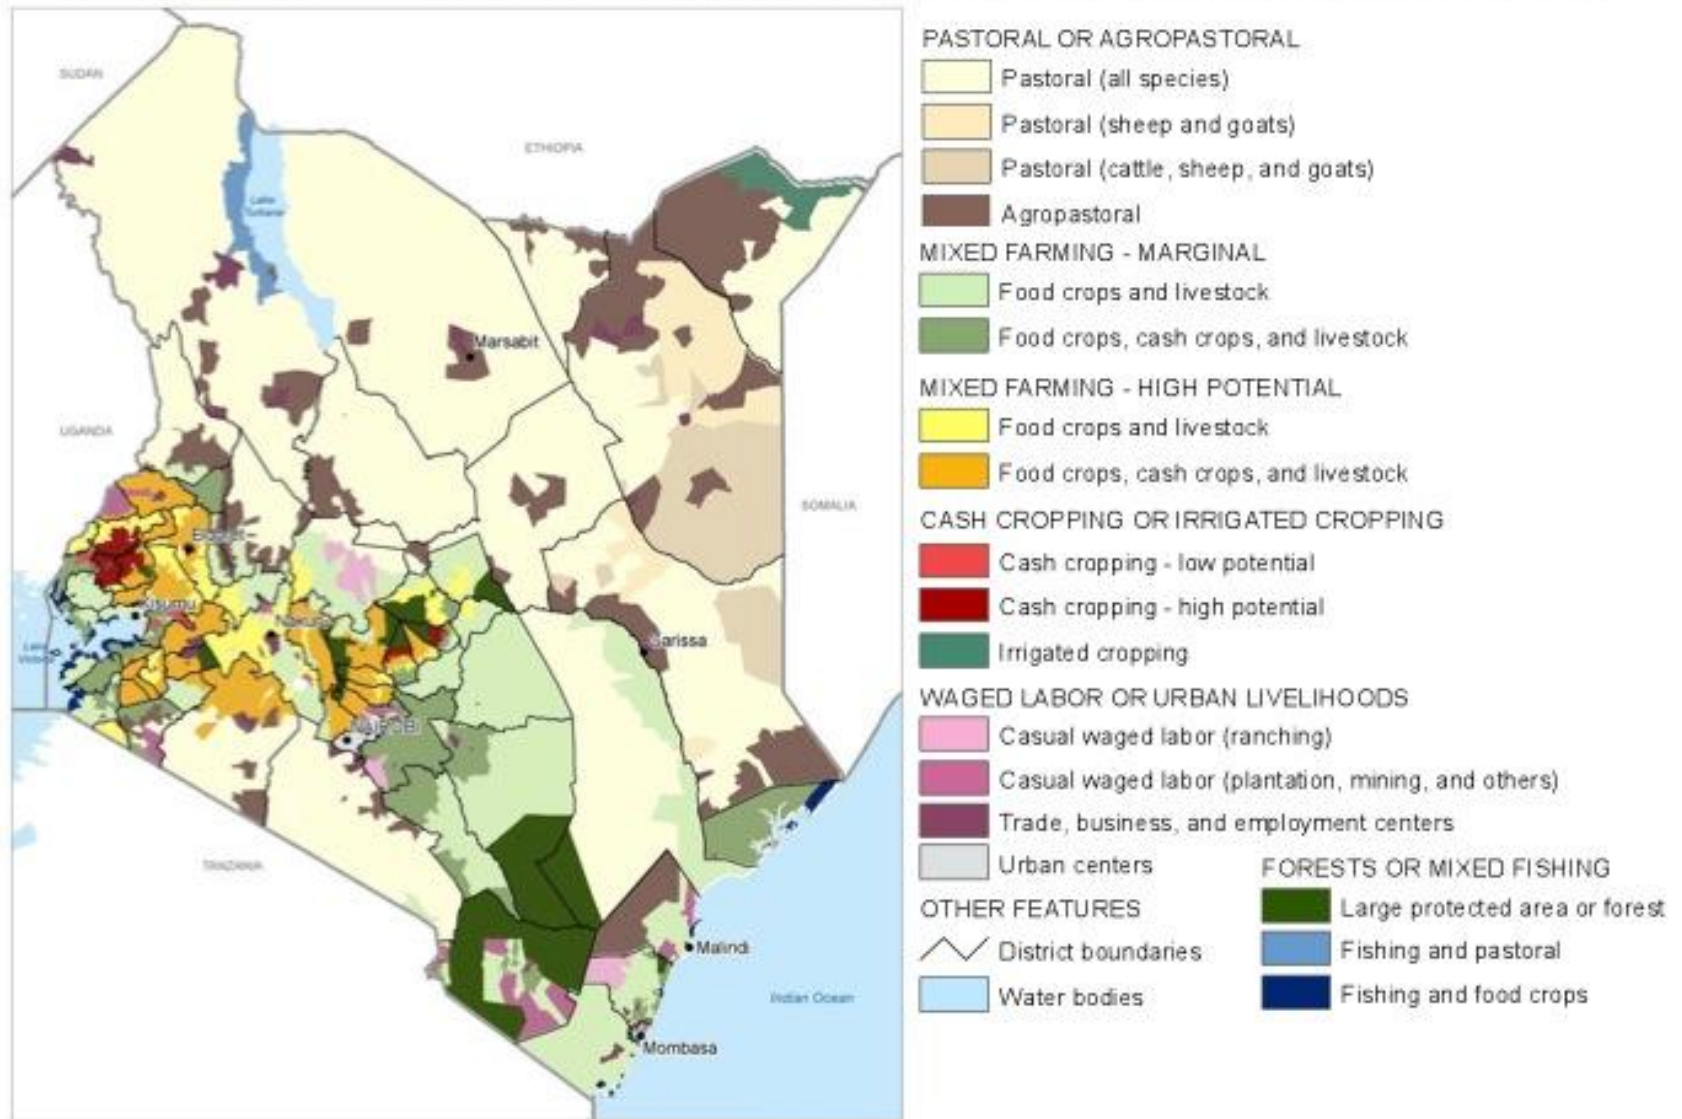 SUDAN
ETHIOPIA
Lake
Turkana
Marsabit
UGANDA
SOMALIA
Eldoret
Kisumu
Nakuru
Garissa
Lake
Victoria
NAIROBI
TANZANIA
Malindi
Indian Ocean
Mombasa
PASTORAL OR AGROPASTORAL
Pastoral (all species)
Pastoral (sheep and goats)
Pastoral (cattle, sheep, and goats)
Agropastoral
MIXED FARMING - MARGINAL
Food crops and livestock
Food crops, cash crops, and livestock
MIXED FARMING - HIGH POTENTIAL
Food crops and livestock
Food crops, cash crops, and livestock
CASH CROPPING OR IRRIGATED CROPPING
Cash cropping - low potential
Cash cropping - high potential
Irrigated cropping
WAGED LABOR OR URBAN LIVELIHOODS
Casual waged labor (ranching)
Casual waged labor (plantation, mining, and others)
Trade, business, and employment centers
Urban centers
OTHER FEATURES
District boundaries
Water bodies
FORESTS OR MIXED FISHING
Large protected area or forest
Fishing and pastoral
Fishing and food crops